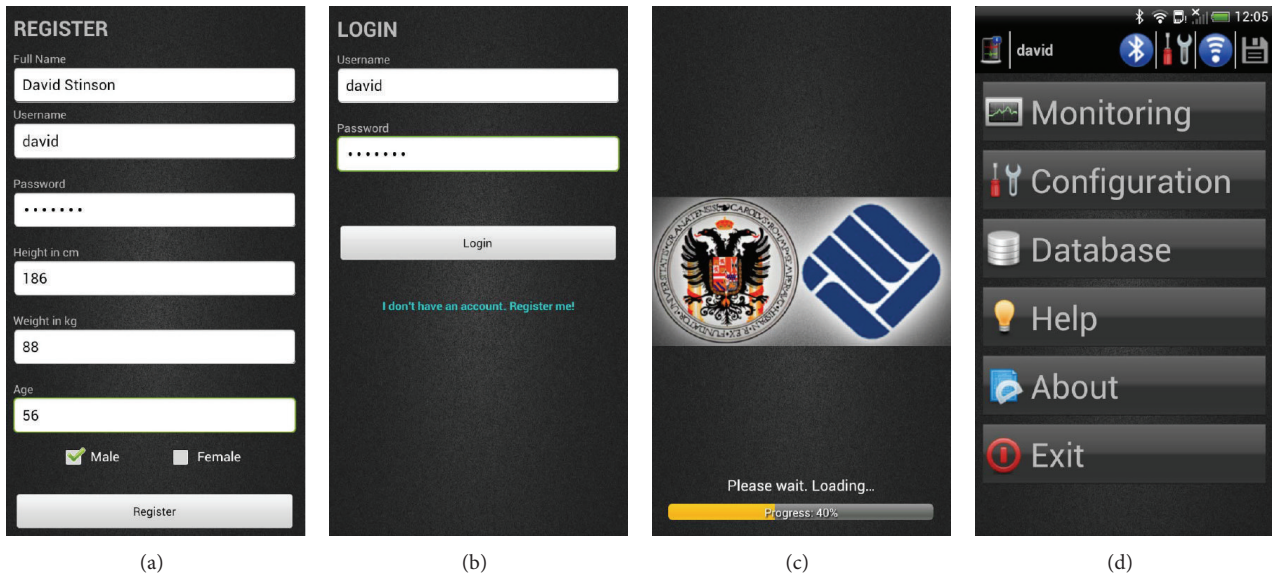 REGISTER
Full Name
David Stinson
Username
david
Password
•••••••
Height in cm
186
Weight in kg
88
Age
56
Male Female
Register
(a)
LOGIN
Username
david
Password
•••••••
Login
I don't have an account. Register me!
(b)
Please wait. Loading...
Progress: 40%
(c)
12:05
david
Monitoring
Configuration
Database
Help
About
Exit
(d)